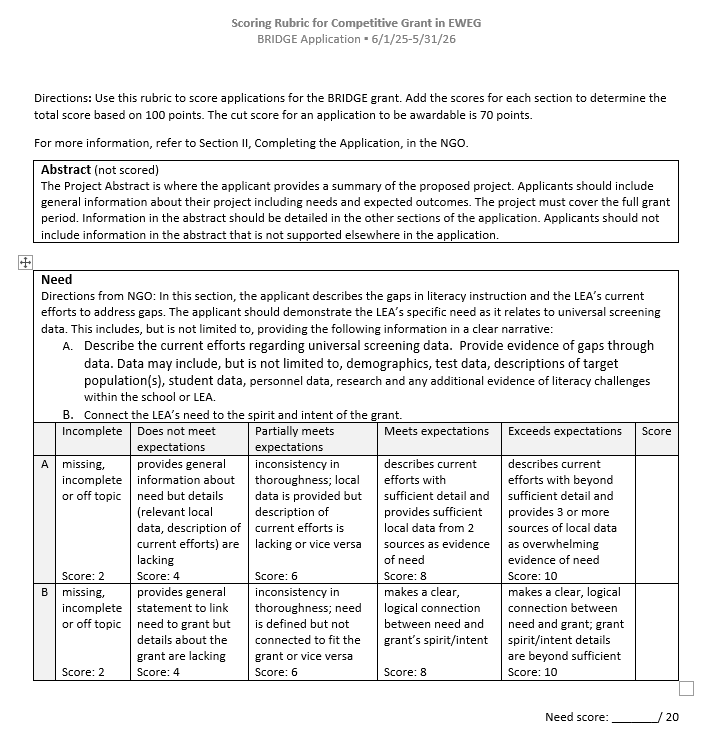 Scoring Rubric for Competitive Grant in EWEG
BRIDGE Application ▪ 6/1/25-5/31/26
Directions: Use this rubric to score applications for the BRIDGE grant. Add the scores for each section to determine the
total score based on 100 points. The cut score for an application to be awardable is 70 points.
For more information, refer to Section II, Completing the Application, in the NGO.
Abstract (not scored)
The Project Abstract is where the applicant provides a summary of the proposed project. Applicants should include
general information about their project including needs and expected outcomes. The project must cover the full grant
period. Information in the abstract should be detailed in the other sections of the application. Applicants should not
include information in the abstract that is not supported elsewhere in the application.
Need
Directions from NGO: In this section, the applicant describes the gaps in literacy instruction and the LEA's current
efforts to address gaps. The applicant should demonstrate the LEA's specific need as it relates to universal screening
data. This includes, but is not limited to, providing the following information in a clear narrative:
A. Describe the current efforts regarding universal screening data. Provide evidence of gaps through
data. Data may include, but is not limited to, demographics, test data, descriptions of target
population(s), student data, personnel data, research and any additional evidence of literacy challenges
within the school or LEA.
B. Connect the LEA's need to the spirit and intent of the grant.
Incomplete
Does not meet
expectations
Partially meets
expectations
Meets expectations
Exceeds expectations
Score
A
missing,
incomplete
or off topic
Score: 2
provides general
information about
need but details
(relevant local
data, description of
current efforts) are
lacking
Score: 4
inconsistency in
thoroughness; local
data is provided but
description of
current efforts is
lacking or vice versa
Score: 6
describes current
efforts with
sufficient detail and
provides sufficient
local data from 2
sources as evidence
of need
Score: 8
describes current
efforts with beyond
sufficient detail and
provides 3 or more
sources of local data
as overwhelming
evidence of need
Score: 10
B
missing,
incomplete
or off topic
Score: 2
provides general
statement to link
need to grant but
details about the
grant are lacking
Score: 4
inconsistency in
thoroughness; need
is defined but not
connected to fit the
grant or vice versa
Score: 6
makes a clear,
logical connection
between need and
grant's spirit/intent
Score: 8
makes a clear, logical
connection between
need and grant; grant
spirit/intent details
are beyond sufficient
Score: 10
Need score: _______/ 20